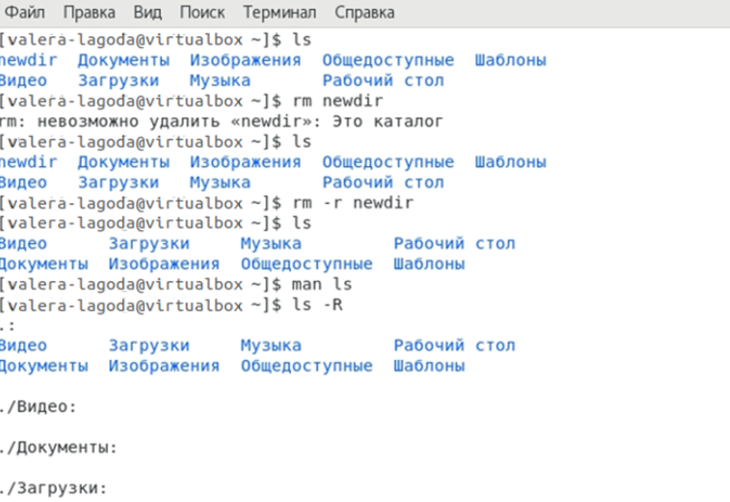 Файл Правка Вид Поиск Терминал Справка
[valera-lagoda@virtualbox ~]$ ls
newdir Документы Изображения Общедоступные Шаблоны
Видео Загрузки Музыка Рабочий стол
[valera-lagoda@virtualbox ~]$ rm newdir
rm: невозможно удалить «newdir»: Это каталог
[valera-lagoda@virtualbox ~]$ ls
newdir Документы Изображения Общедоступные Шаблоны
Видео Загрузки Музыка Рабочий стол
[valera-lagoda@virtualbox ~]$ rm -r newdir
[valera-lagoda@virtualbox ~]$ ls
Видео Загрузки Музыка Рабочий стол
Документы Изображения Общедоступные Шаблоны
[valera-lagoda@virtualbox ~]$ man ls
[valera-lagoda@virtualbox ~]$ ls -R
.:
Видео Загрузки Музыка Рабочий стол
Документы Изображения Общедоступные Шаблоны
./Видео:
./Документы:
./Загрузки: